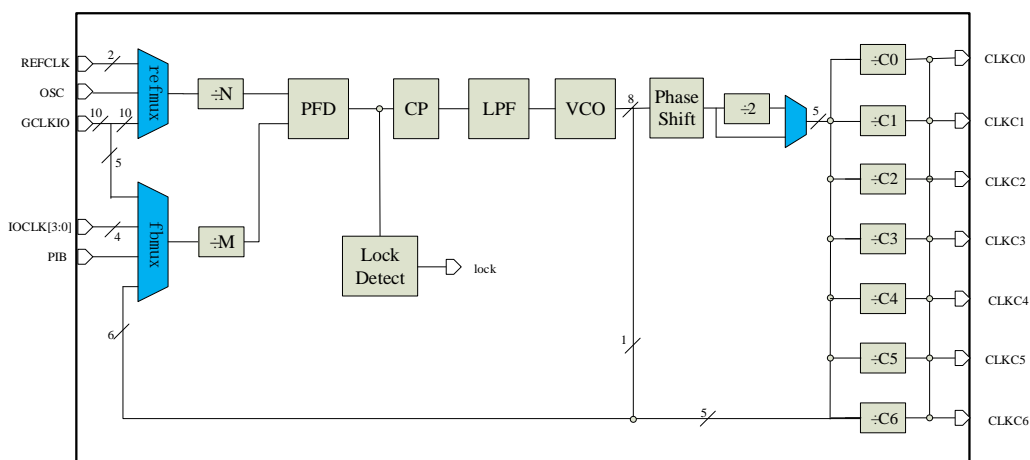 REFCLK
2
OSC
GCLKIO
10
10
5
refmux
÷N
PFD
CP
LPF
VCO
8
Phase
Shift
÷2
5
÷C0
÷C1
÷C2
÷C3
÷C4
÷C5
÷C6
CLKC0
CLKC1
CLKC2
CLKC3
CLKC4
CLKC5
CLKC6
IOCLK[3:0]
4
PIB
fbmux
÷M
Lock
Detect
lock
6
1
5